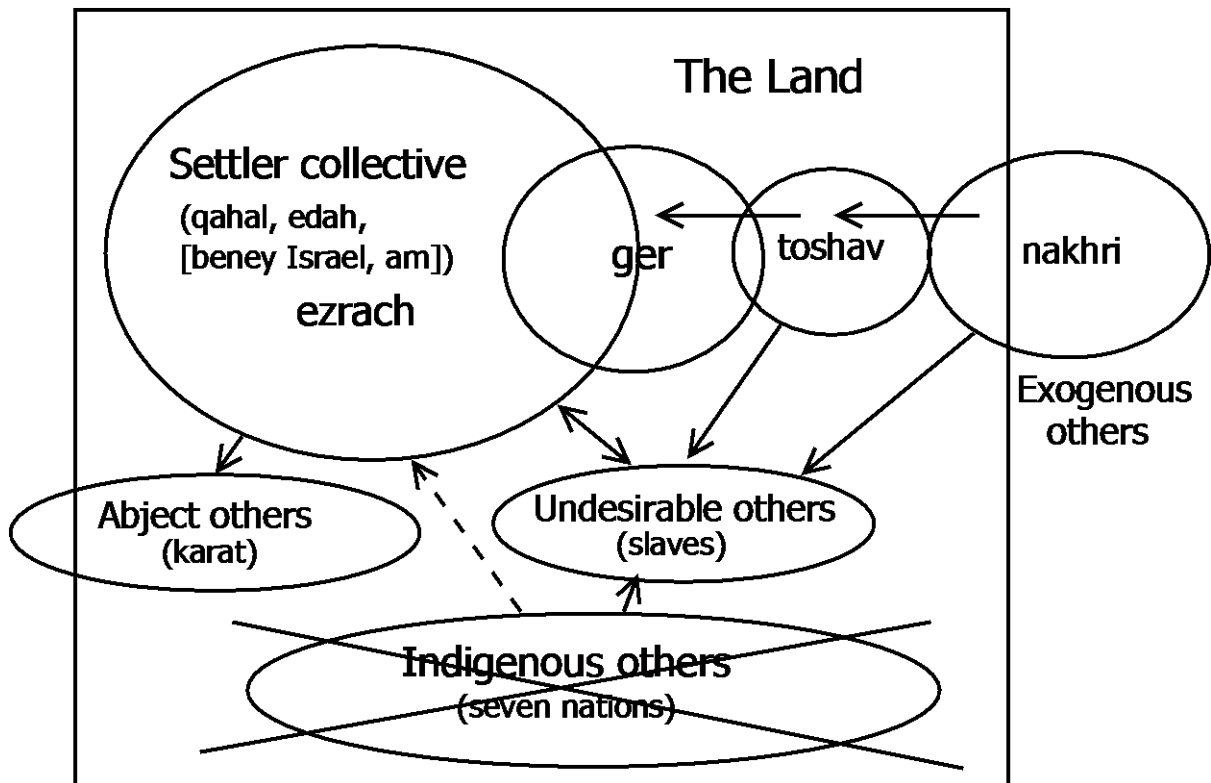 The Land
Settler collective
(qahal, edah,
[beney Israel, am])
ezrach
ger
toshav
nakhri
Exogenous
others
Abject others
(karat)
Undesirable others
(slaves)
Indigenous others
(seven nations)